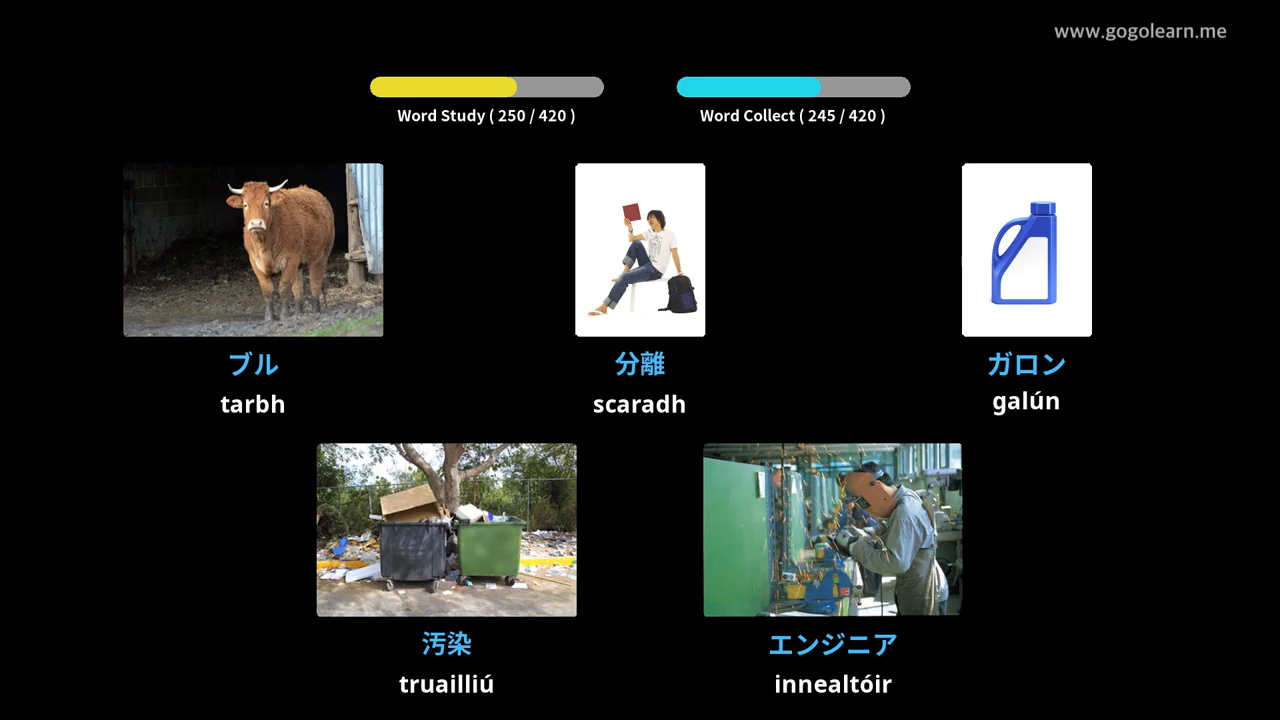 www.gogolearn.me
Word Study ( 250 / 420 )
Word Collect ( 245 / 420 )
ブル
tarbh
分離
scaradh
ガロン
galún
汚染
truailliú
エンジニア
innealtóir